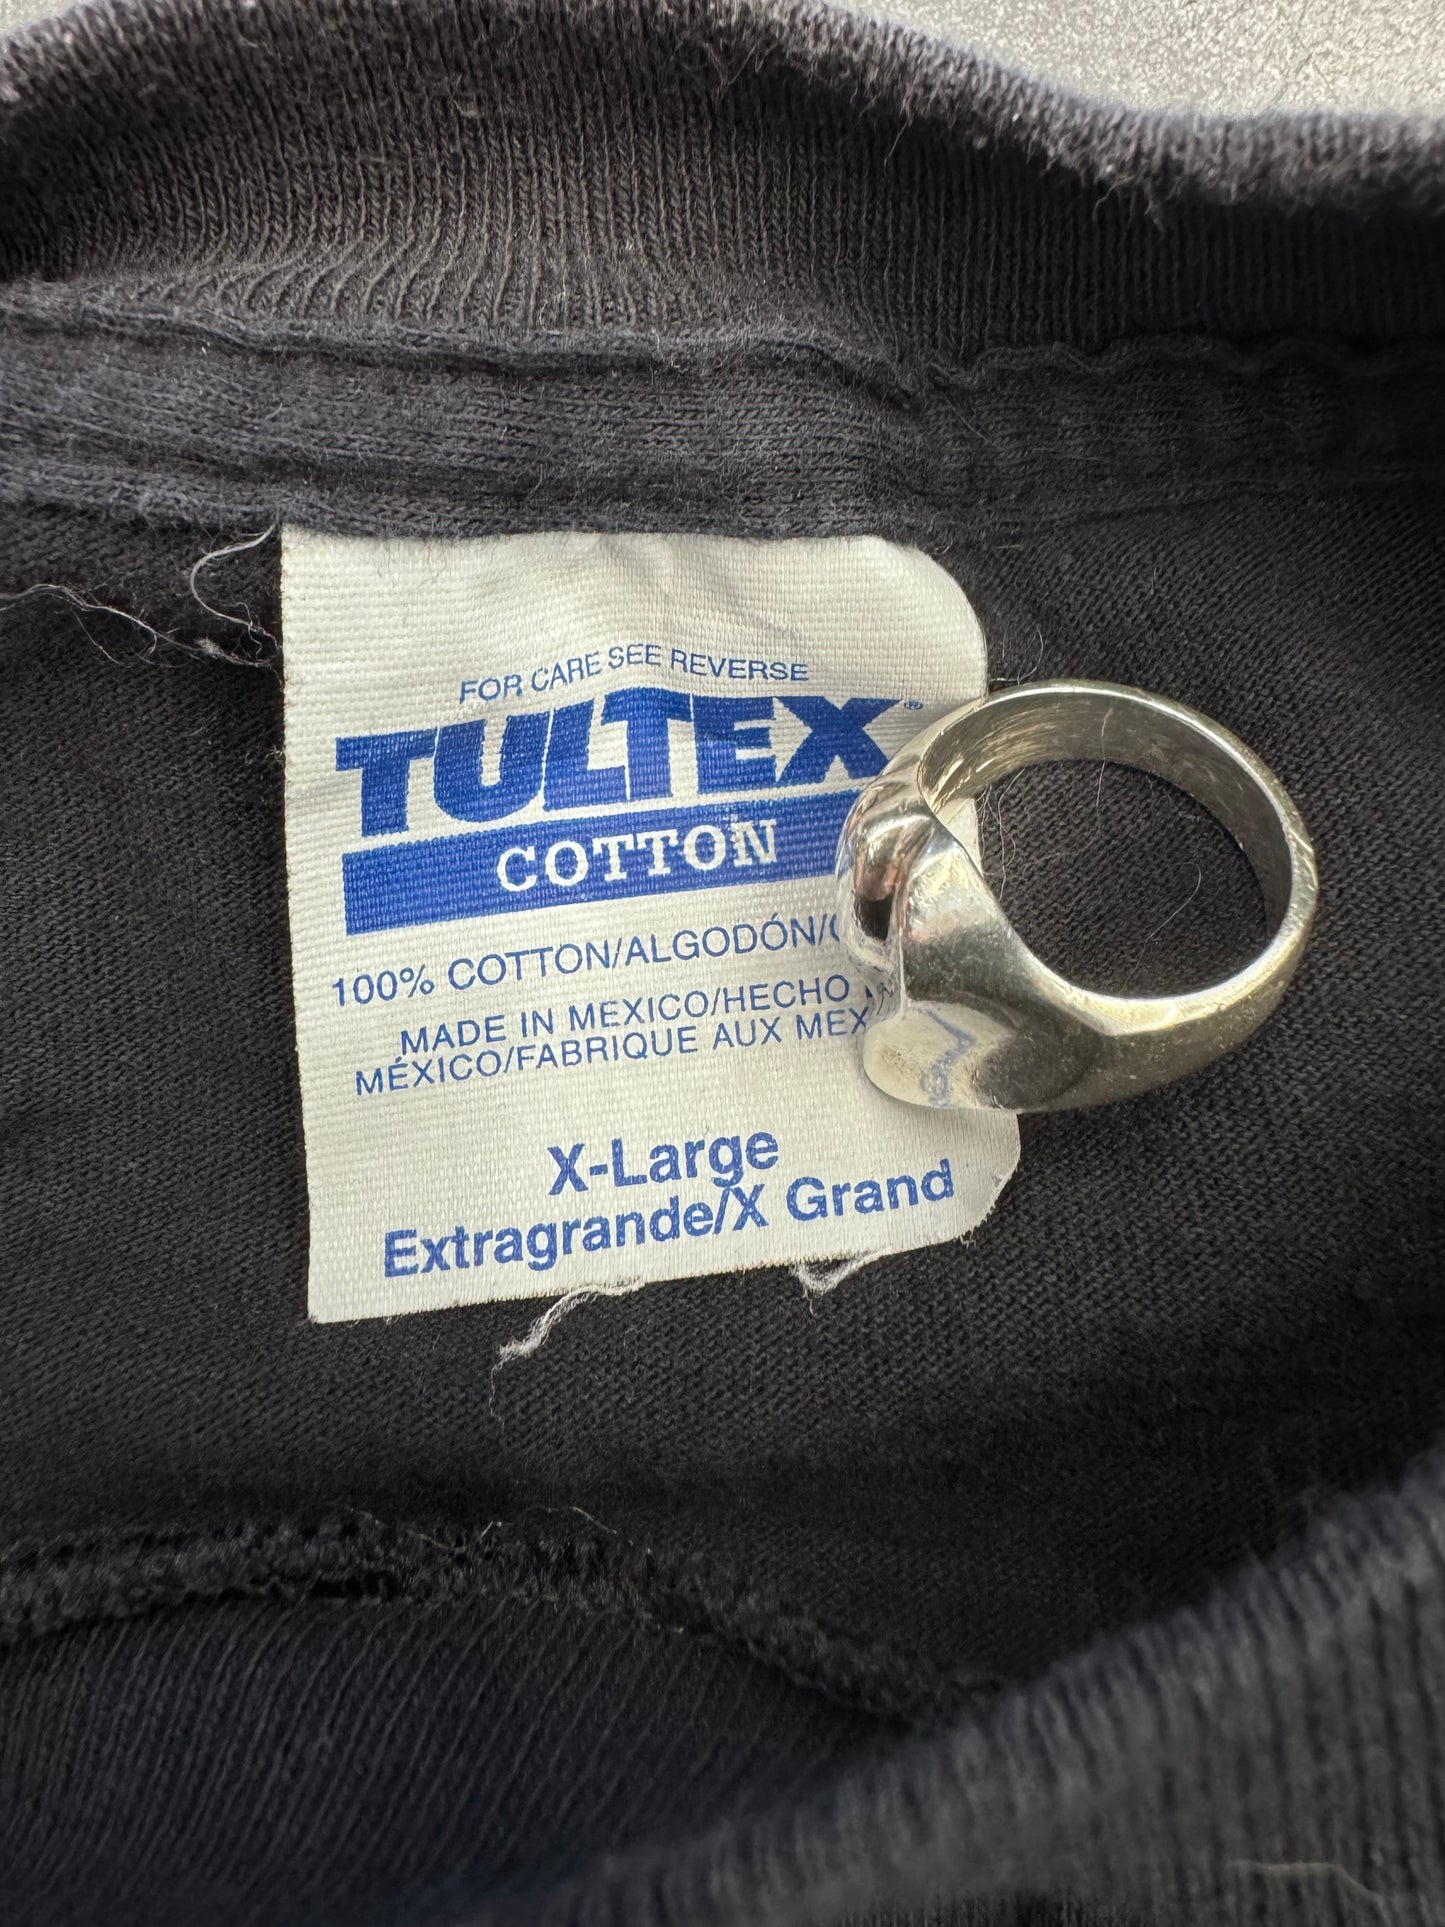 FOR CARE SEE REVERSE
TULTEX®
COTTON
100% COTTON/ALGODÓN/
MADE IN MEXICO/HECHO
MÉXICO/FABRIQUE AUX MEX
X-Large
Extragrande/X Grand